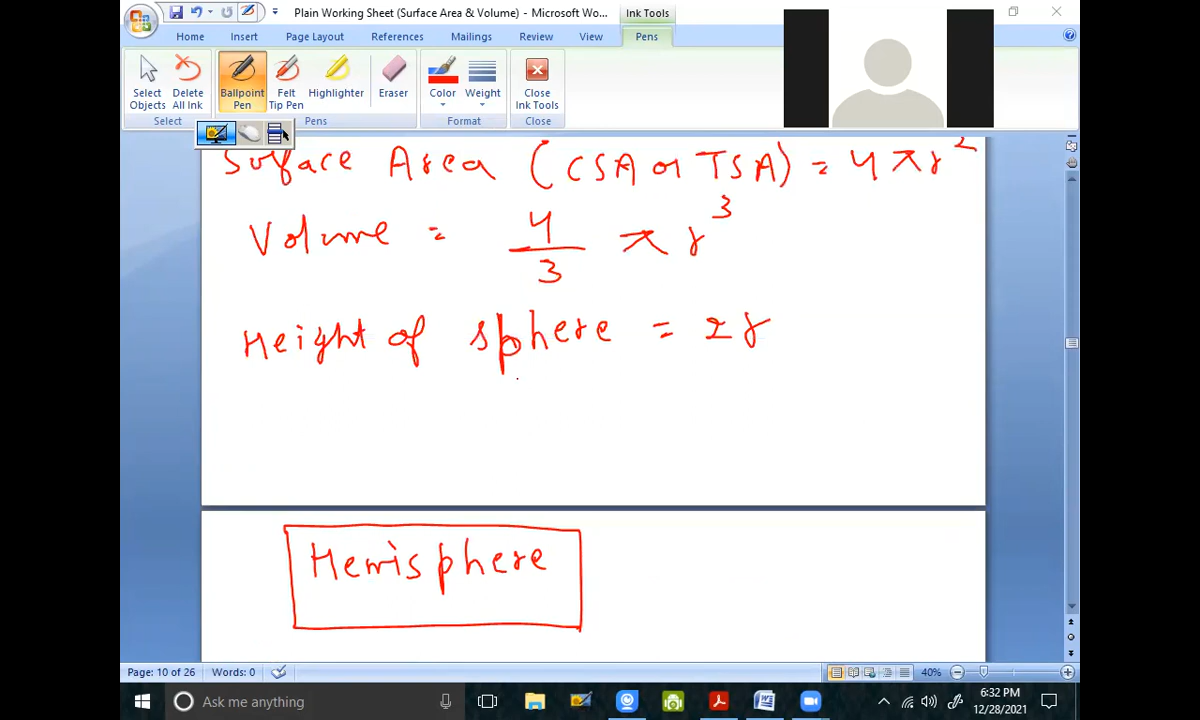 Plain Working Sheet (Surface Area & Volume) - Microsoft Wo...
Ink Tools
Home Insert Page Layout References Mailings Review View Pens
Select Objects
Delete All Ink
Ballpoint Pen
Felt Tip Pen
Highlighter
Eraser
Color
Weight
Close Ink Tools
Select Pens Format Close
Surface Area (CSA or TSA) = 4πr²
Volume = 4/3 πr³
Height of sphere = 2r
Hemisphere
Page: 10 of 26 Words: 0 40%
Ask me anything
6:32 PM
12/28/2021